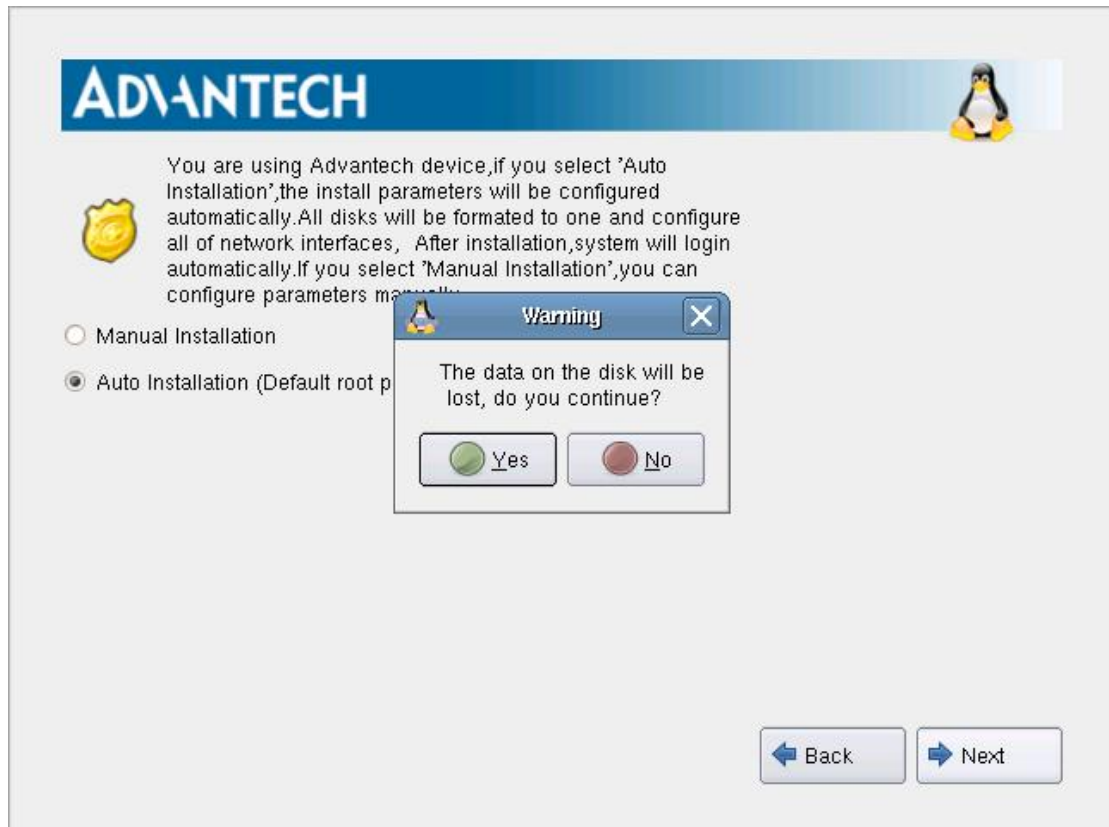 ADVANTECH
You are using Advantech device,if you select 'Auto
Installation',the install parameters will be configured
automatically.All disks will be formated to one and configure
all of network interfaces, After installation,system will login
automatically.If you select 'Manual Installation',you can
configure parameters
Warning
Manual Installation
The data on the disk will be
lost, do you continue?
Auto Installation (Default root
Yes
No
Back
Next